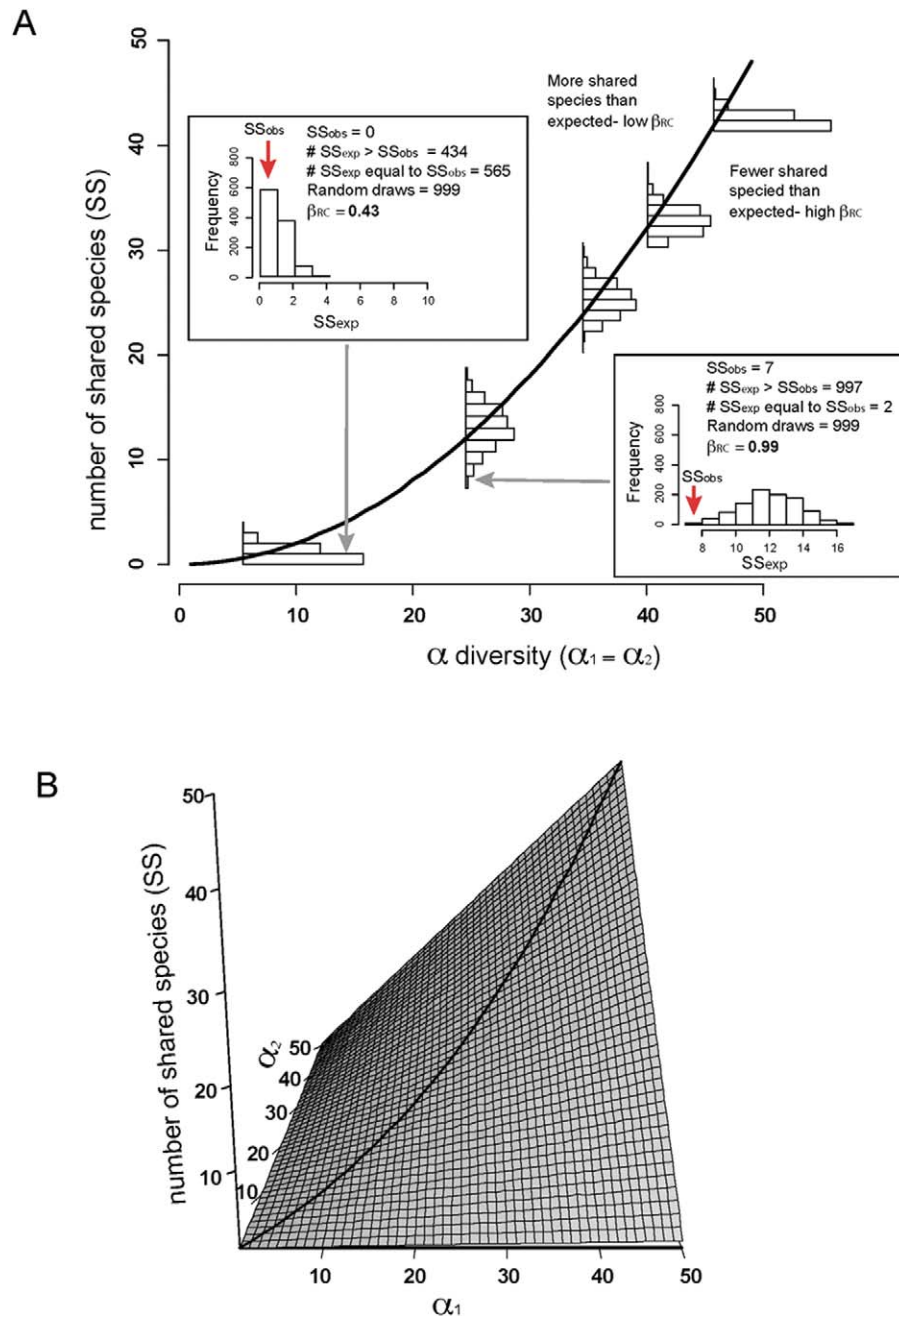 A
50
40
30
20
10
0
number of shared species (SS)
SSobs
SSobs = 0
# SSexp > SSobs = 434
# SSexp equal to SSobs = 565
Random draws = 999
βRC = 0.43
Frequency
800
600
400
200
0
0 2 4 6 8 10
SSexp
More shared
species than
expected- low βRC
Fewer shared
specied than
expected- high βRC
SSobs = 7
# SSexp > SSobs = 997
# SSexp equal to SSobs = 2
Random draws = 999
βRC = 0.99
Frequency
800
600
400
200
0
SSobs
8 10 12 14 16
SSexp
0 10 20 30 40 50
α diversity (α1 = α2)
B
50
40
30
20
10
number of shared species (SS)
α2
50
40
30
20
10
10 20 30 40 50
α1